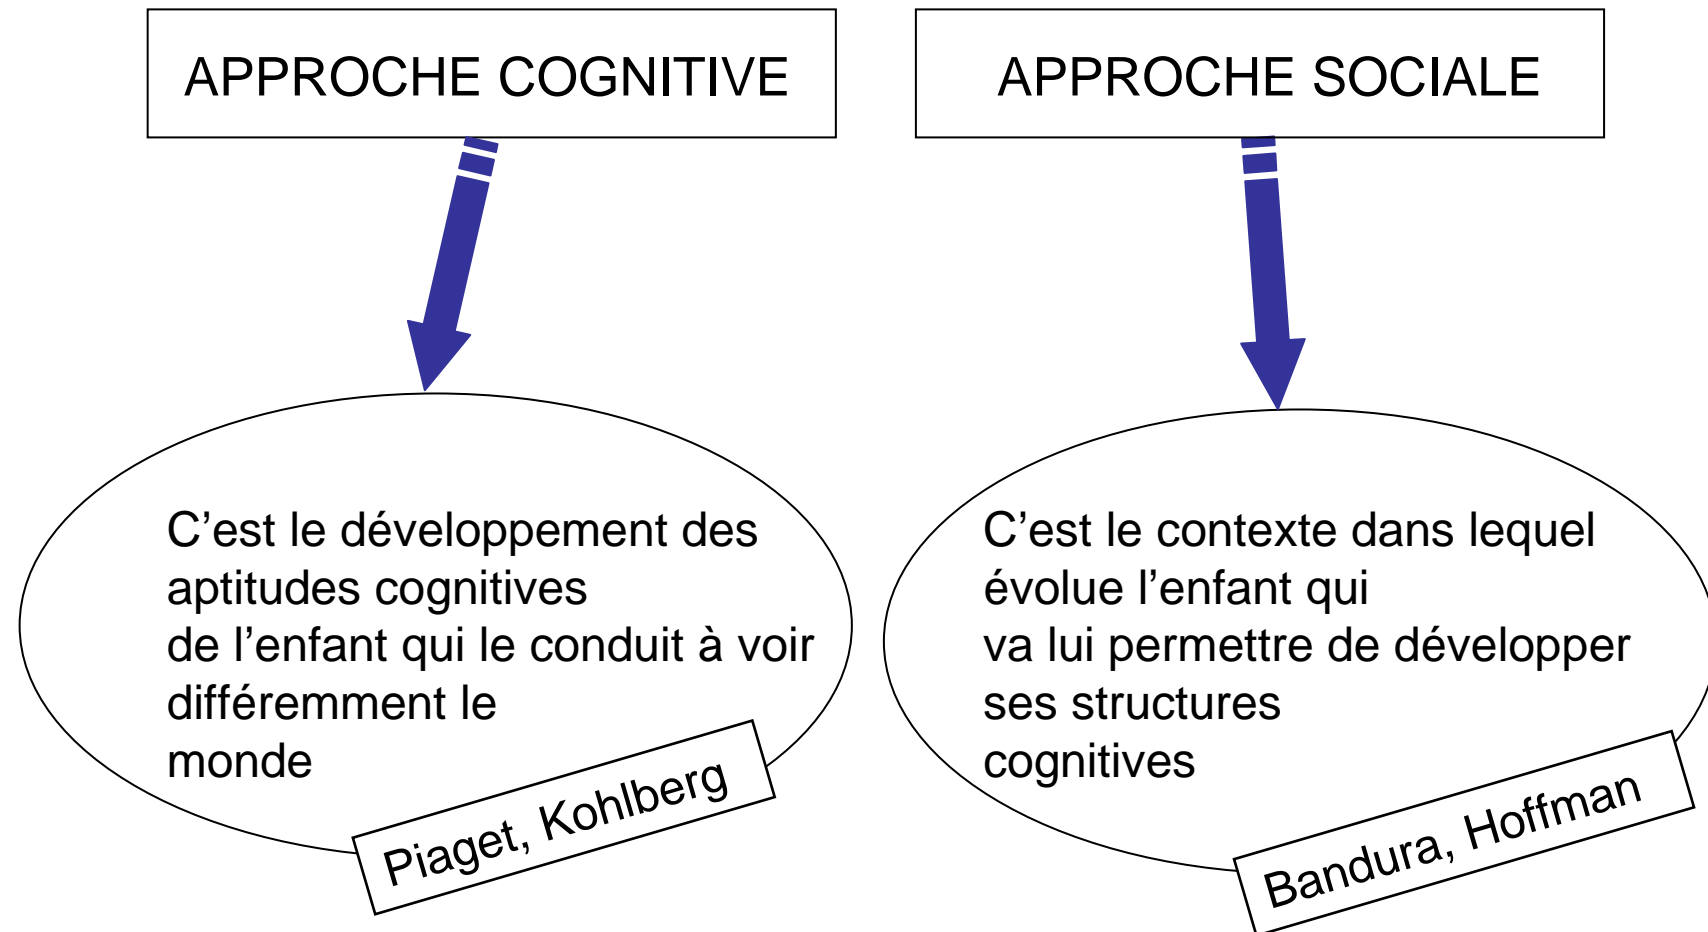 APPROCHE COGNITIVE
APPROCHE SOCIALE
C’est le développement des
aptitudes cognitives
de l’enfant qui le conduit à voir
différemment le
monde
Piaget, Kohlberg
C’est le contexte dans lequel
évolue l’enfant qui
va lui permettre de développer
ses structures
cognitives
Bandura, Hoffman